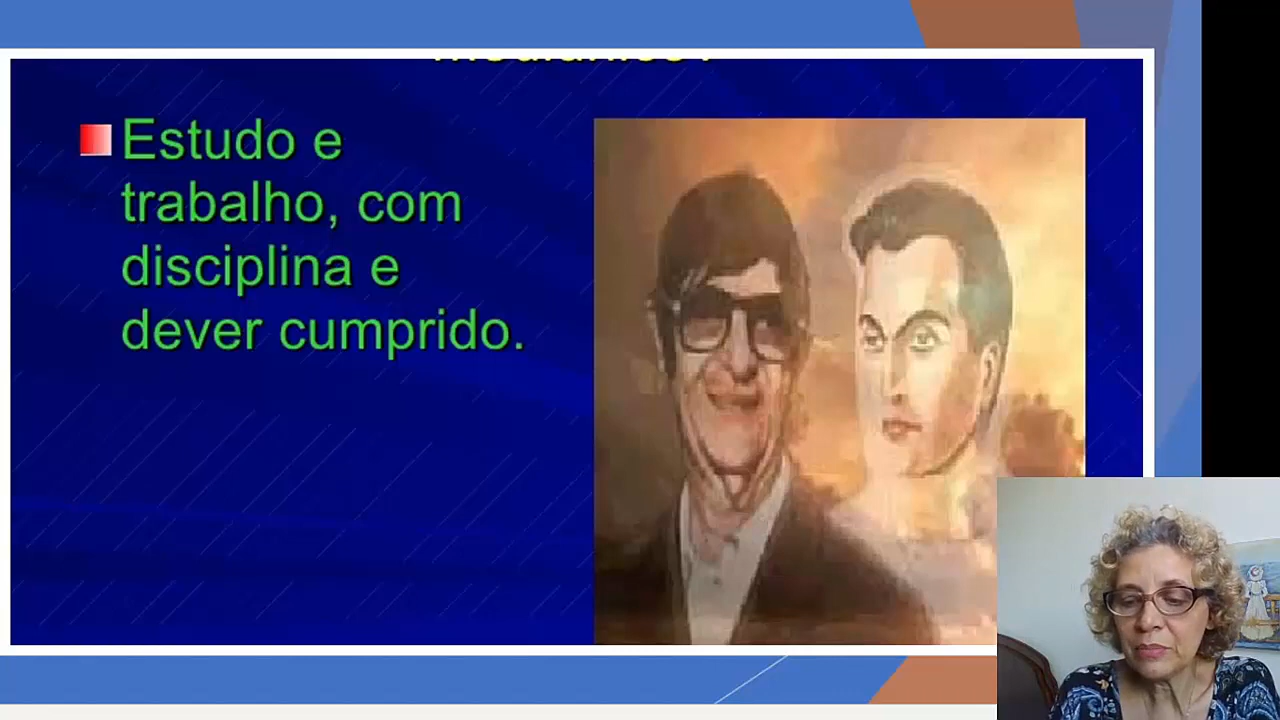 Estudo e
trabalho, com
disciplina e
dever cumprido.